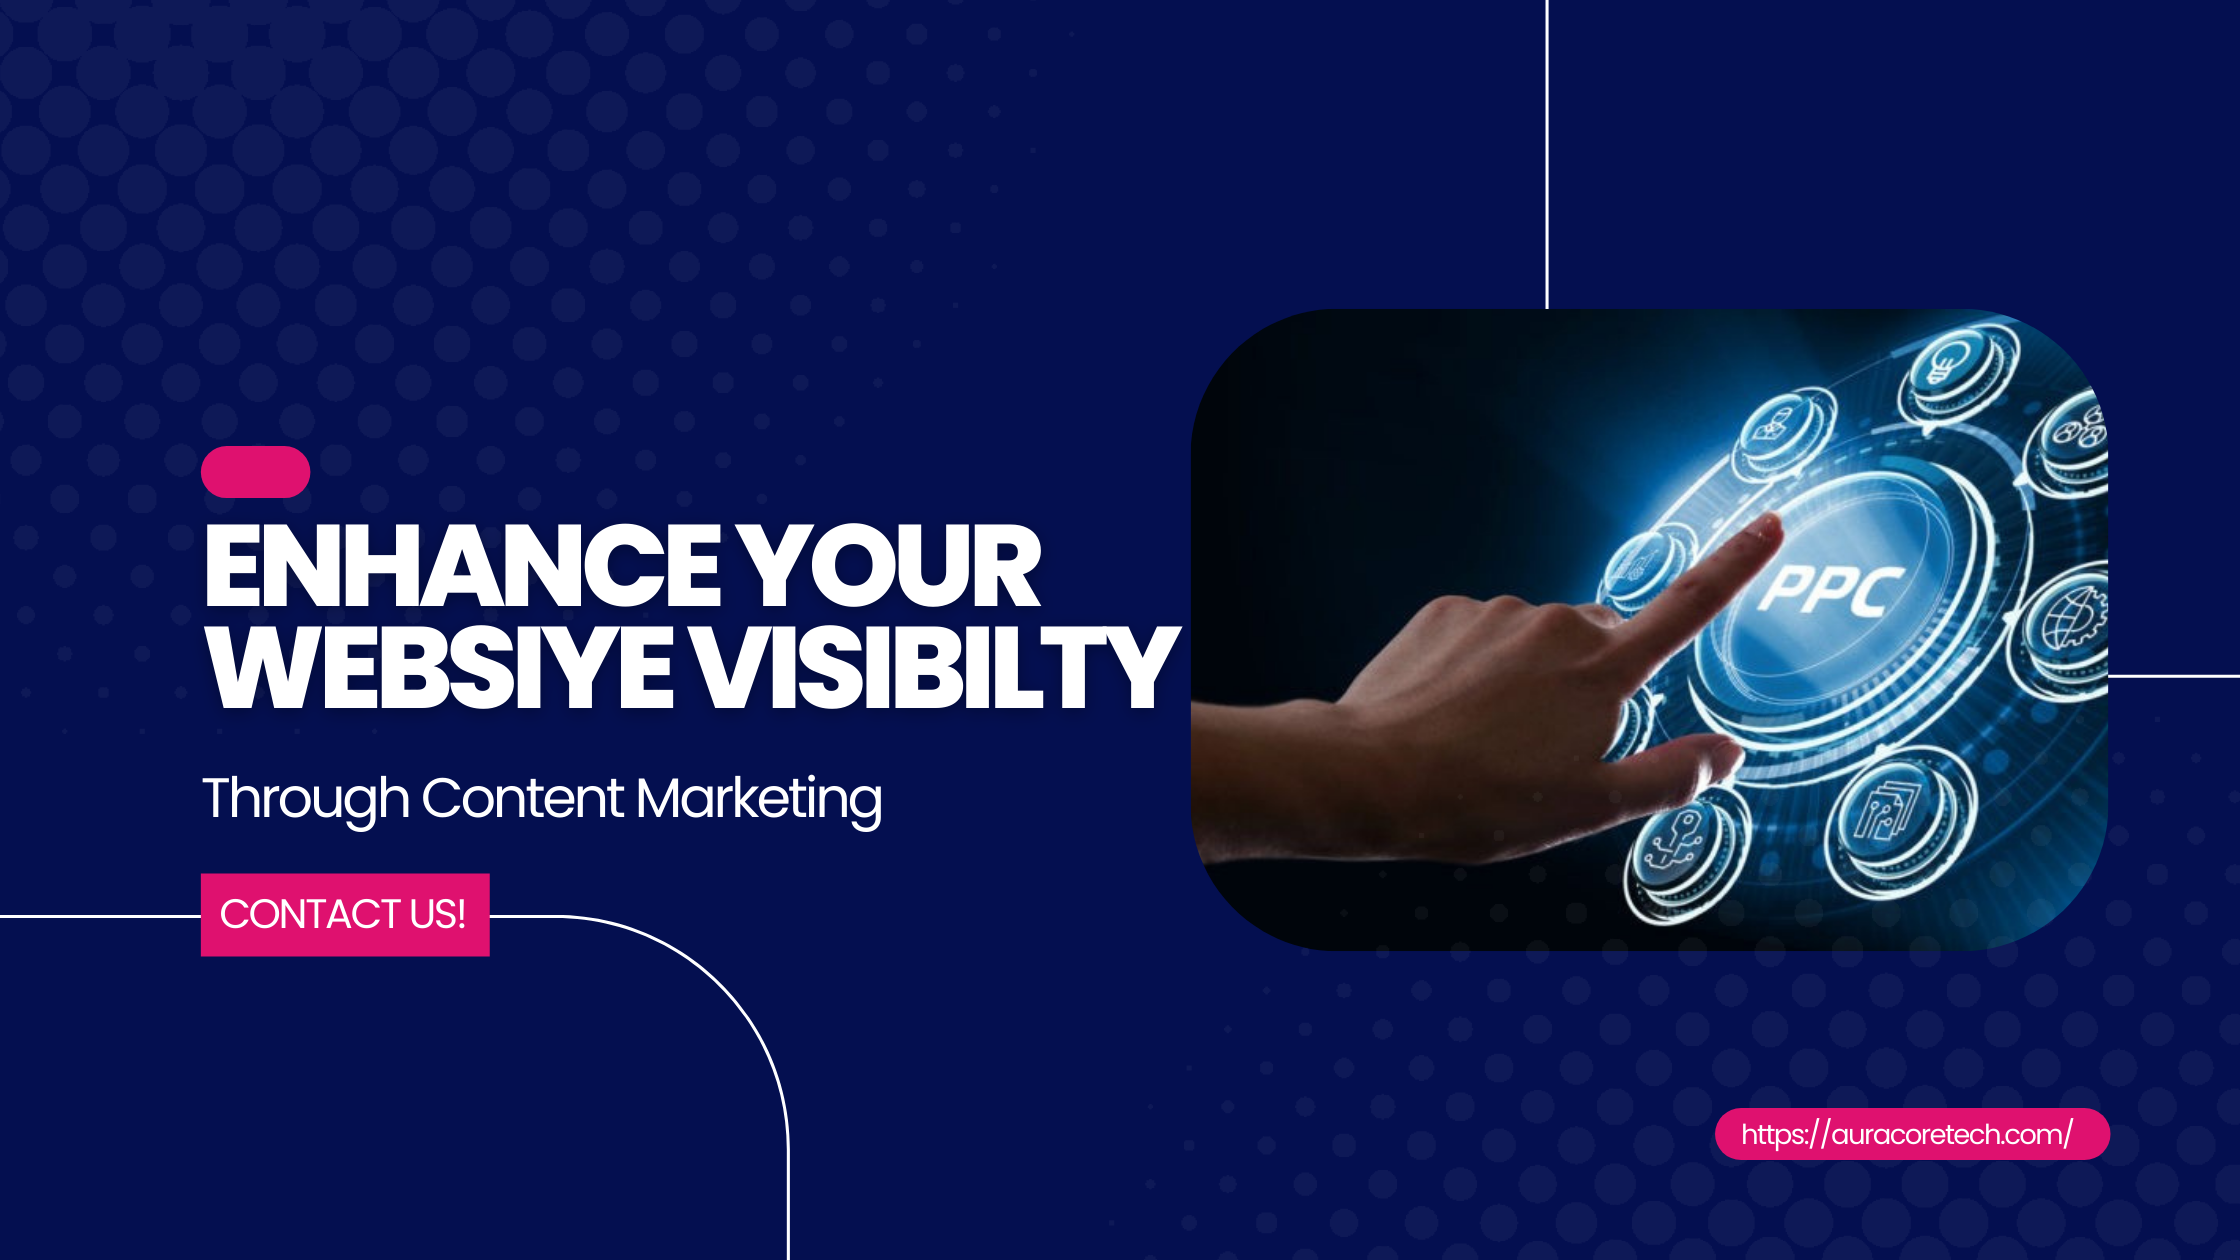 ENHANCE YOUR
WEBSIYE VISIBILTY
Through Content Marketing
CONTACT US!
PPC
https://auracoretech.com/